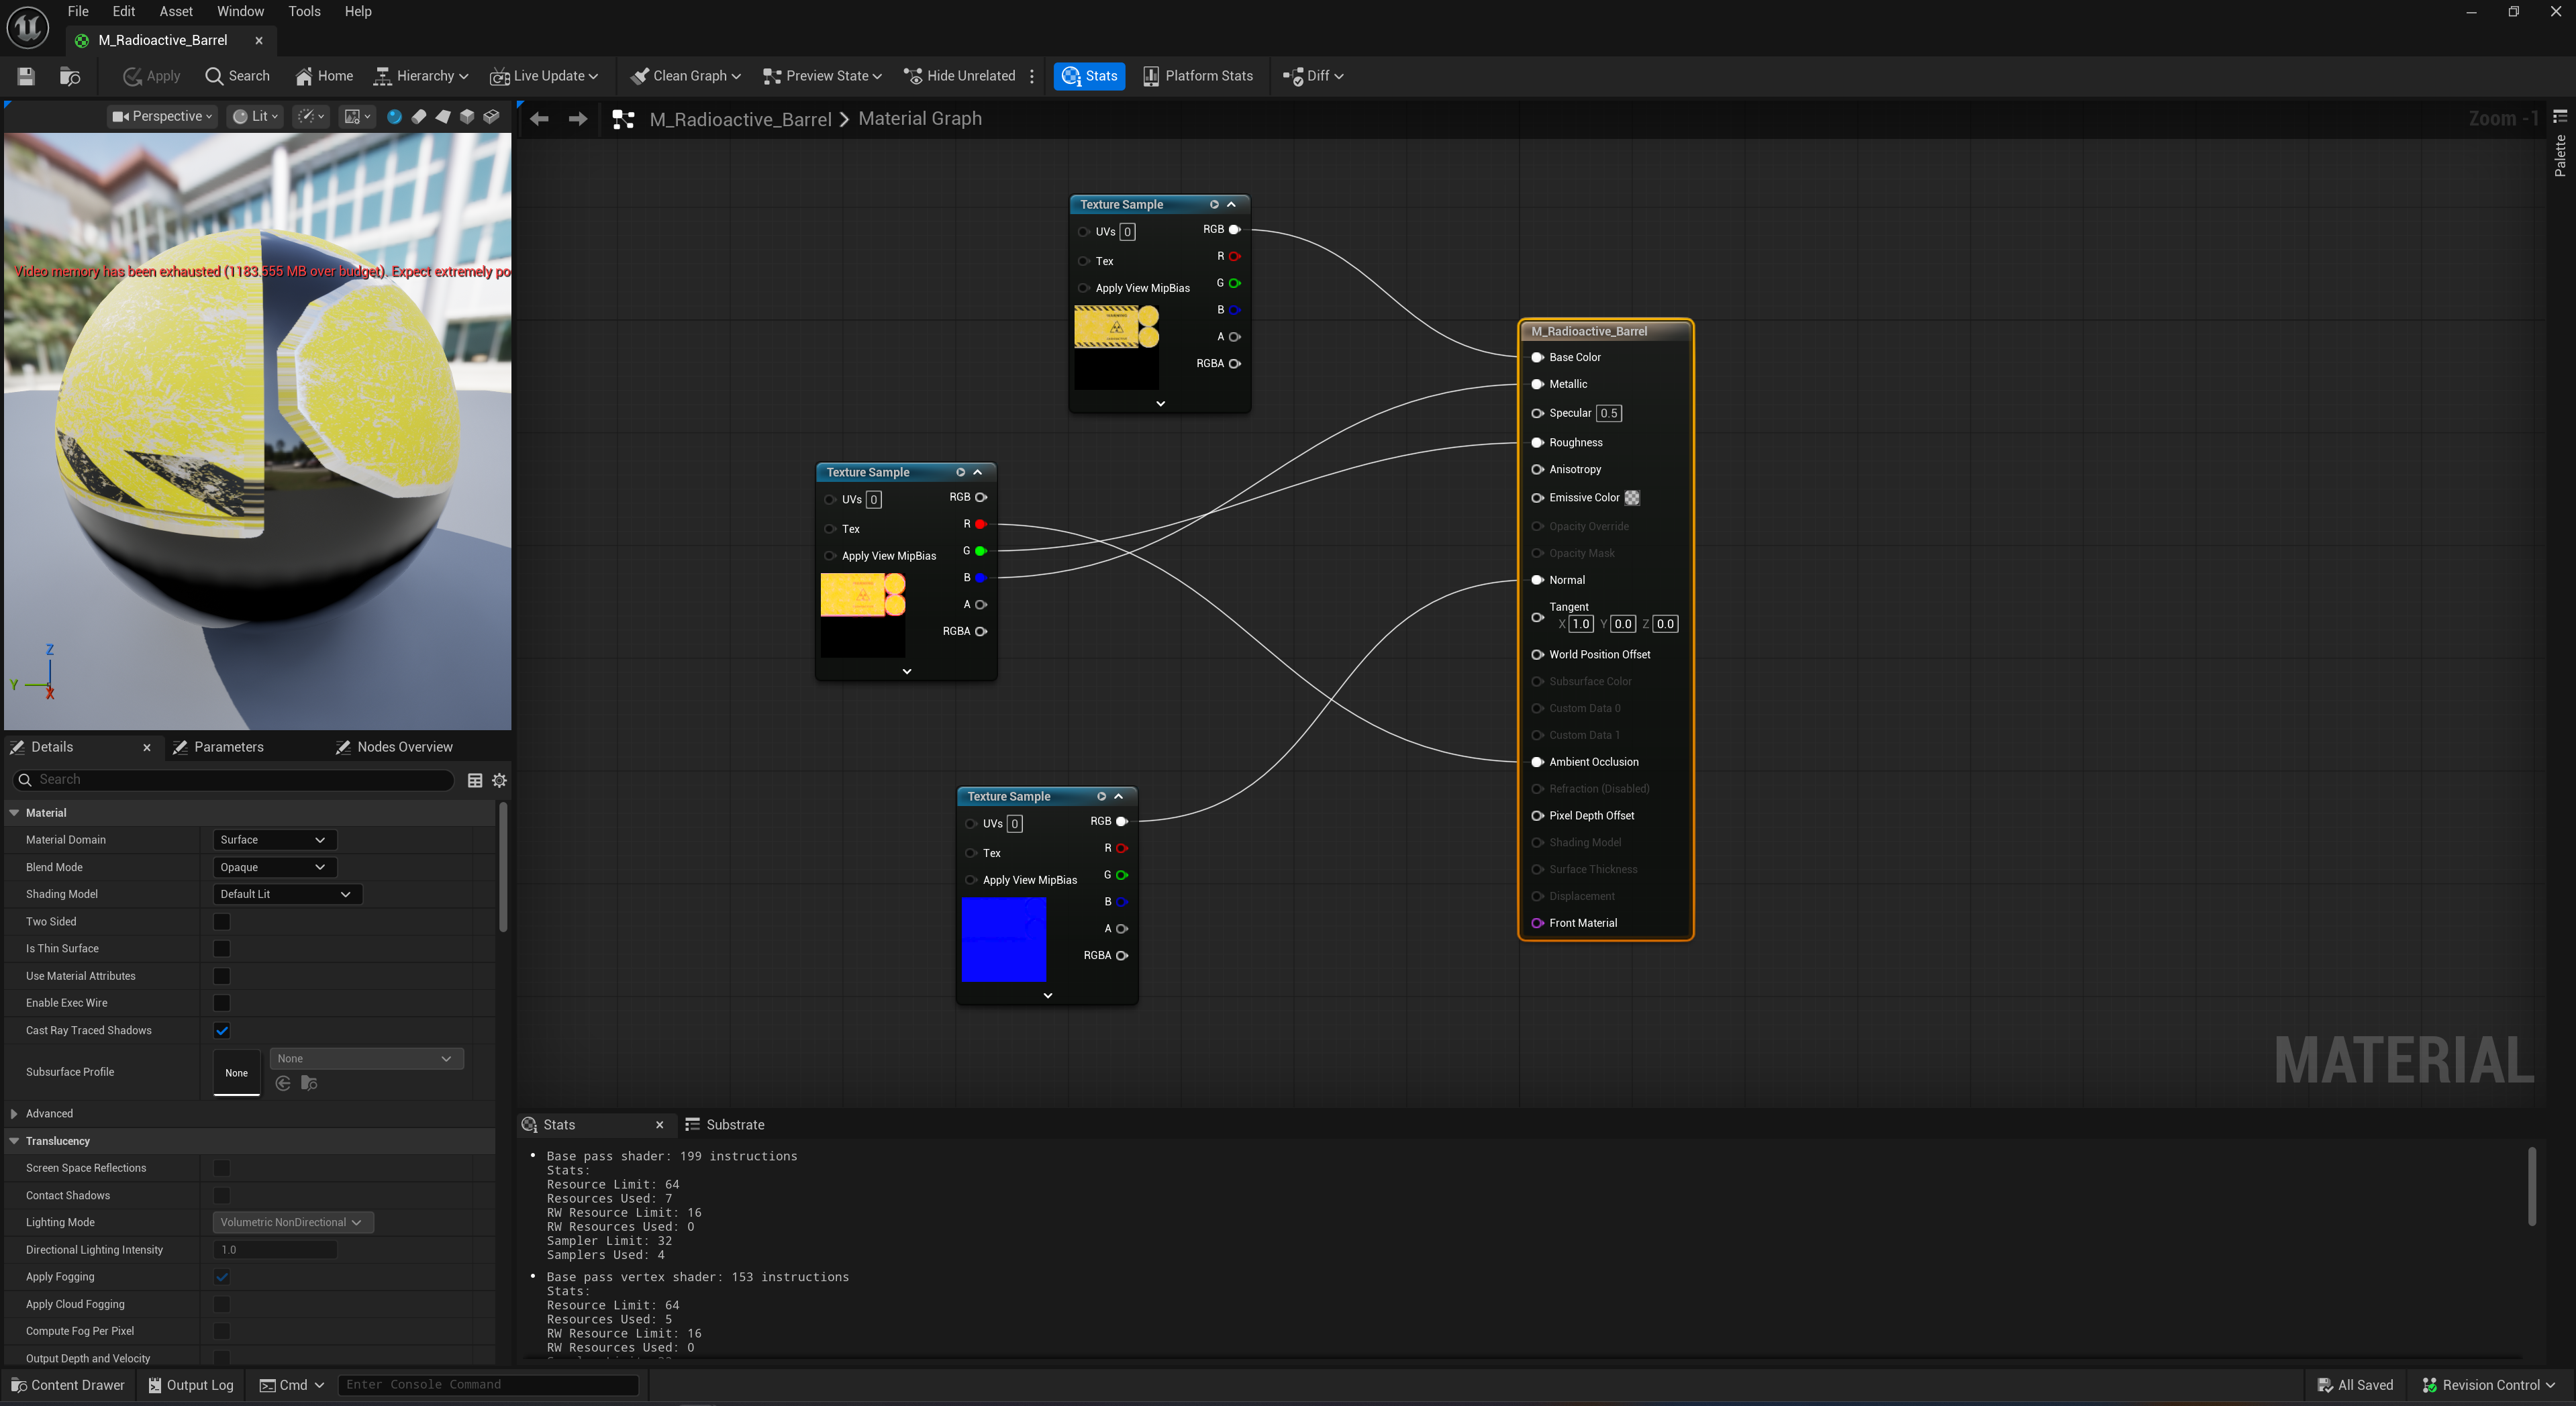 File Edit Asset Window Tools Help
M_Radioactive_Barrel
Apply Search Home Hierarchy Live Update Clean Graph Preview State Hide Unrelated Stats Platform Stats Diff
Perspective Lit
M_Radioactive_Barrel > Material Graph
Zoom -1
Palette
Video memory has been exhausted (1183.555 MB over budget). Expect extremely po
Z
Y
X
Texture Sample
UVs 0 RGB
R
Tex
G
Apply View MipBias
B
A
RGBA
Texture Sample
UVs 0 RGB
R
Tex
G
Apply View MipBias
B
A
RGBA
Texture Sample
UVs 0 RGB
R
Tex
G
Apply View MipBias
B
A
RGBA
M_Radioactive_Barrel
Base Color
Metallic
Specular 0.5
Roughness
Anisotropy
Emissive Color
Opacity Override
Opacity Mask
Normal
Tangent
X 1.0 Y 0.0 Z 0.0
World Position Offset
Subsurface Color
Custom Data 0
Custom Data 1
Ambient Occlusion
Refraction (Disabled)
Pixel Depth Offset
Shading Model
Surface Thickness
Displacement
Front Material
MATERIAL
Details Parameters Nodes Overview
Search
Material
Material Domain Surface
Blend Mode Opaque
Shading Model Default Lit
Two Sided
Is Thin Surface
Use Material Attributes
Enable Exec Wire
Cast Ray Traced Shadows
Subsurface Profile None None
Advanced
Translucency
Screen Space Reflections
Contact Shadows
Lighting Mode Volumetric NonDirectional
Directional Lighting Intensity 1.0
Apply Fogging
Apply Cloud Fogging
Compute Fog Per Pixel
Output Depth and Velocity
Stats Substrate
• Base pass shader: 199 instructions
Stats:
Resource Limit: 64
Resources Used: 7
RW Resource Limit: 16
RW Resources Used: 0
Sampler Limit: 32
Samplers Used: 4
• Base pass vertex shader: 153 instructions
Stats:
Resource Limit: 64
Resources Used: 5
RW Resource Limit: 16
RW Resources Used: 0
Content Drawer Output Log Cmd Enter Console Command All Saved Revision Control